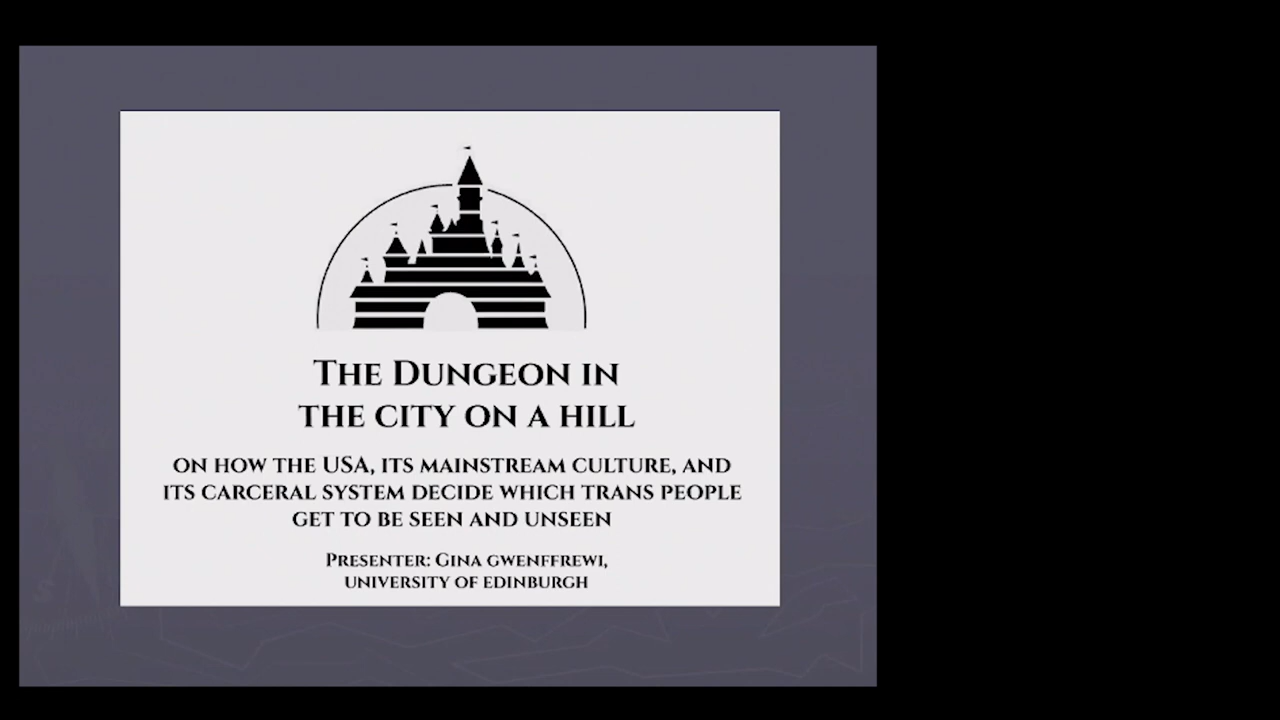 The Dungeon in
the city on a hill
on how the USA, its mainstream culture, and
its carceral system decide which trans people
get to be seen and unseen
Presenter: Gina gwenffrewi,
university of edinburgh